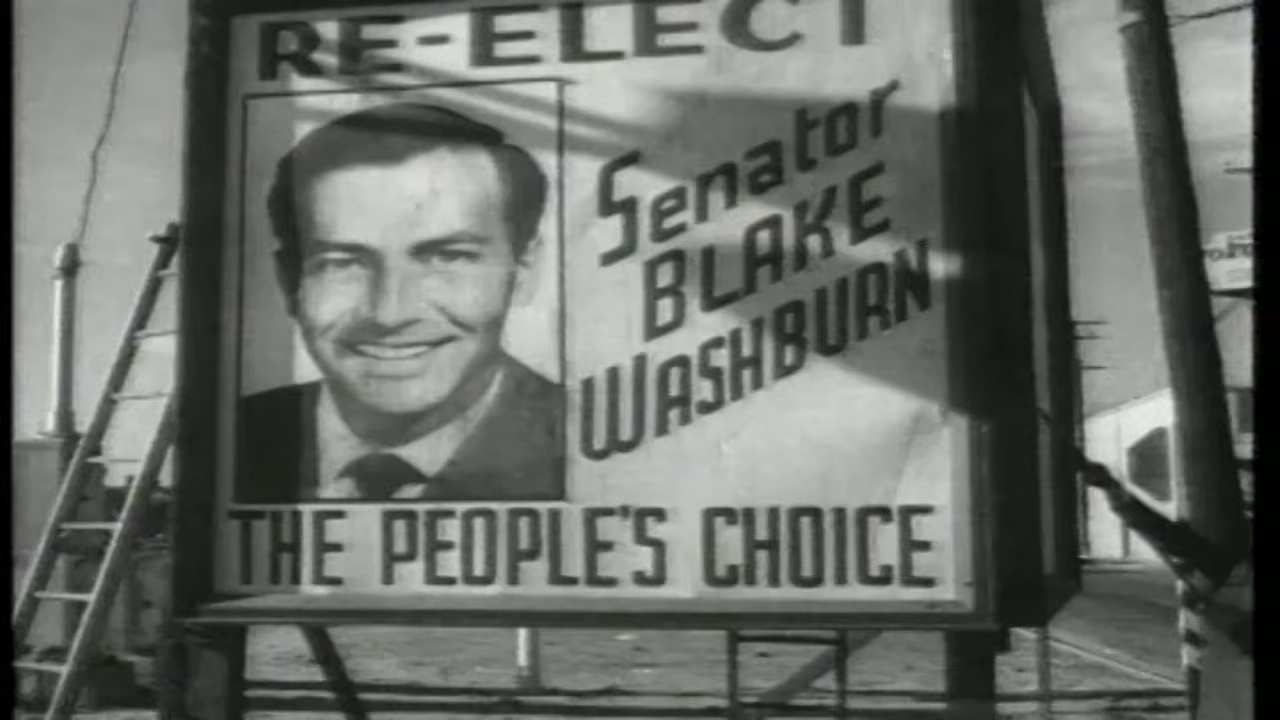 RE-ELECT
Senator
BLAKE
WASHBURN
THE PEOPLE'S CHOICE